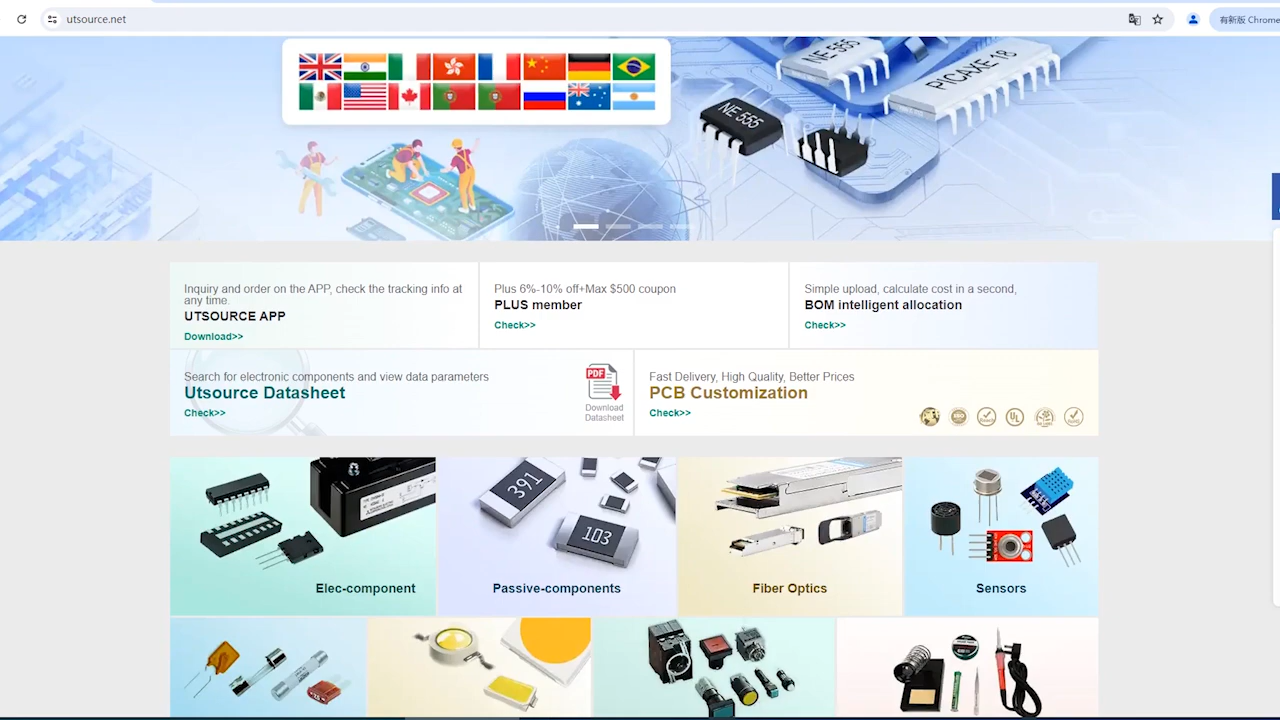 utsource.net
有新版 Chrome
NE 555
PICAXE-18
NE 555
Inquiry and order on the APP, check the tracking info at
any time.
UTSOURCE APP
Download>>
Plus 6%-10% off+Max $500 coupon
PLUS member
Check>>
Simple upload, calculate cost in a second,
BOM intelligent allocation
Check>>
Search for electronic components and view data parameters
Utsource Datasheet
Check>>
PDF
Download
Datasheet
Fast Delivery, High Quality, Better Prices
PCB Customization
Check>>
391
103
Elec-component
Passive-components
Fiber Optics
Sensors